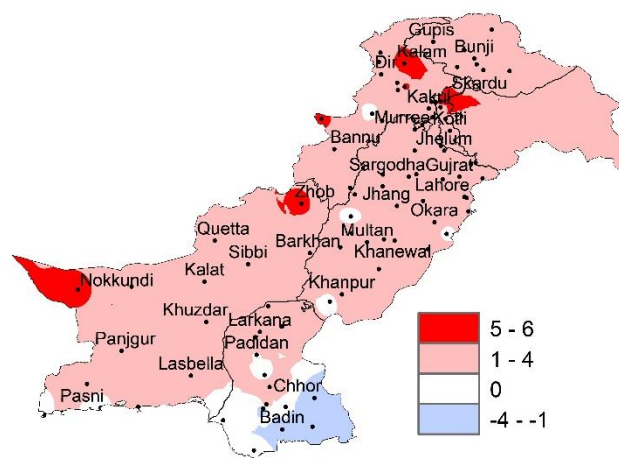 Gupis
Kalam
Bunji
Dir
Skardu
Kakul
Murree
Kotli
Bannu
Jhelum
Sargodha
Gujrat
Zhob
Jhang
Lahore
Okara
Quetta
Multan
Sibbi
Barkhan
Khanewal
Nokkundi
Kalat
Khanpur
Khuzdar
Larkana
Panjgur
Padidan
Lasbella
Pasni
Chhor
Badin
5 - 6
1 - 4
0
-4 - -1